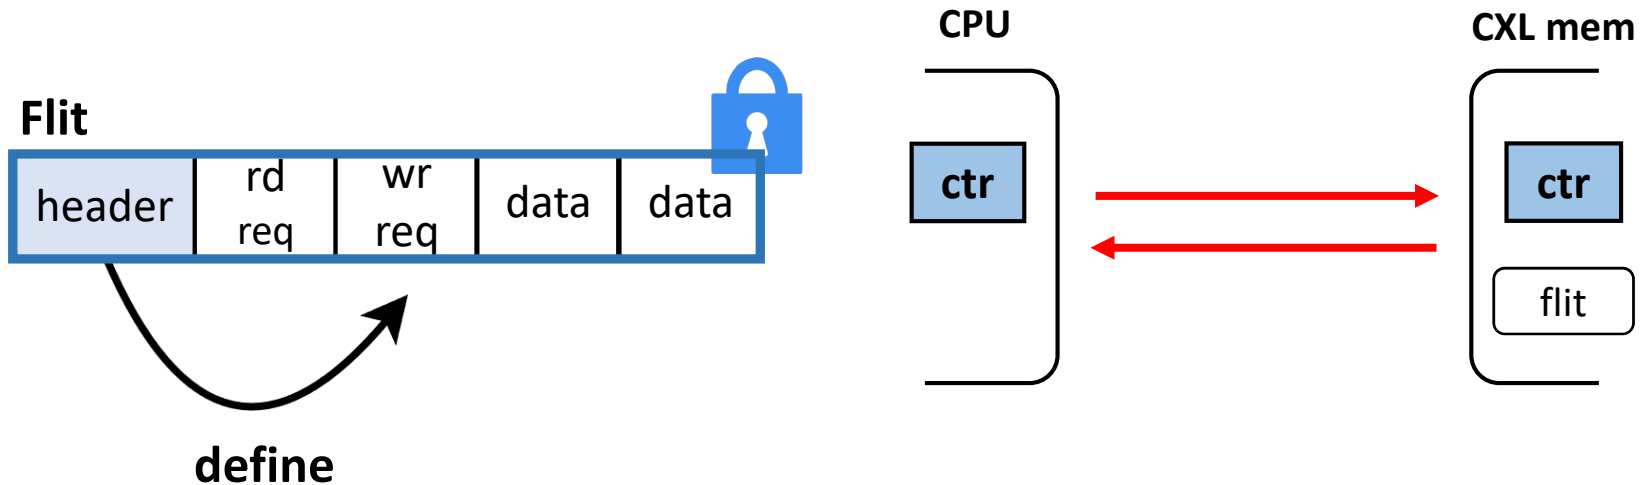 Flit
header
rd
req
wr
req
data
data
define
CPU
CXL mem
ctr
ctr
flit